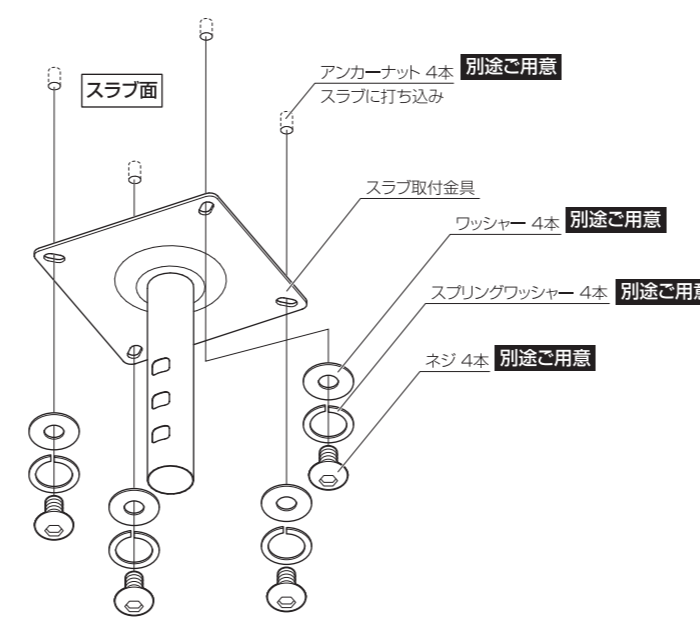 アンカーナット 4本 別途ご用意
スラブに打ち込み
スラブ面
スラブ取付金具
ワッシャー 4本 別途ご用意
スプリングワッシャー 4本 別途ご用意
ネジ 4本 別途ご用意